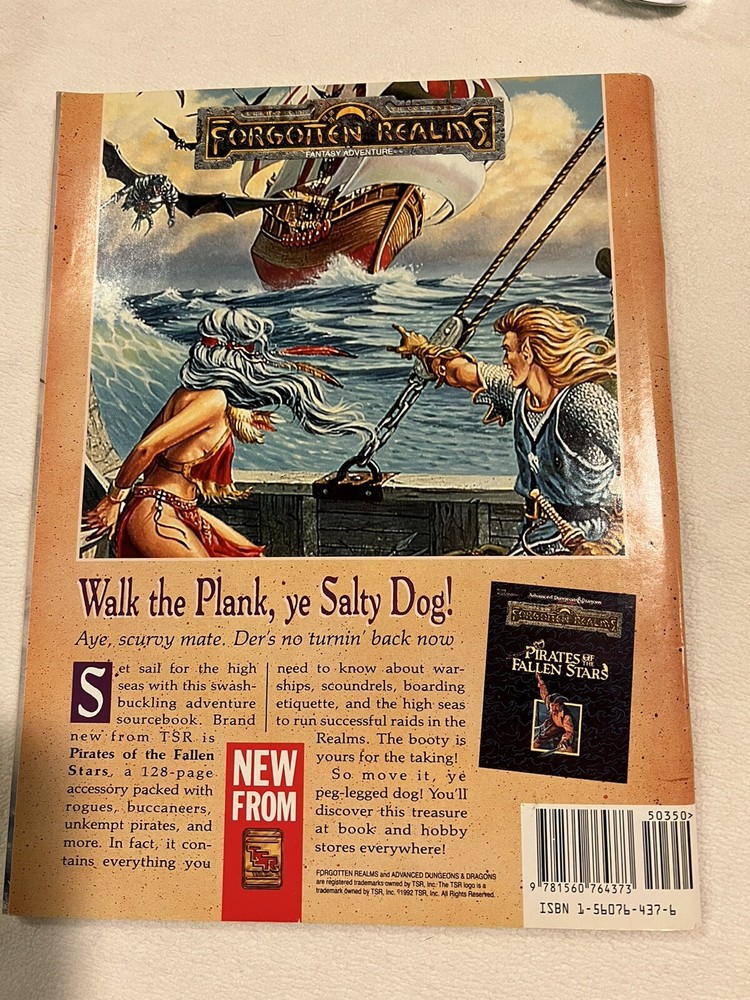 FORGOTTEN REALMS
FANTASY ADVENTURE
Walk the Plank, ye Salty Dog!
Aye, scurvy mate. Der's no turnin' back now
Set sail for the high
seas with this swash-
buckling adventure
sourcebook. Brand
new from TSR is
Pirates of the Fallen
Stars, a 128-page
accessory packed with
rogues, buccaneers,
unkempt pirates, and
more. In fact, it con-
tains everything you
need to know about war-
ships, scoundrels, boarding
etiquette, and the high seas
to run successful raids in the
Realms. The booty is
yours for the taking!
So move it, ye
peg-legged dog! You'll
discover this treasure
at book and hobby
stores everywhere!
NEW
FROM
TSR
Advanced Dungeons & Dragons
FORGOTTEN REALMS
PIRATES OF THE
FALLEN STARS
FORGOTTEN REALMS and ADVANCED DUNGEONS & DRAGONS
are registered trademarks owned by TSR, Inc. The TSR logo is a
trademark owned by TSR, Inc. ©1992 TSR, Inc. All Rights Reserved.
50350>
9 781560 764373
ISBN 1-56076-437-6